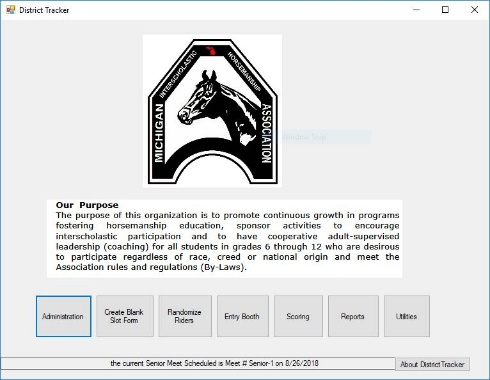 District Tracker
INTERSCHOLASTIC
HORSEMANSHIP
MICHIGAN
ASSOCIATION
Our Purpose
The purpose of this organization is to promote continuous growth in programs
fostering horsemanship education, sponsor activities to encourage
interscholastic participation and to have cooperative adult-supervised
leadership (coaching) for all students in grades 6 through 12 who are desirous
to participate regardless of race, creed or national origin and meet the
Association rules and regulations (By-Laws).
Administration
Create Blank
Slot Form
Randomize
Riders
Entry Booth
Scoring
Reports
Utilities
the current Senior Meet Scheduled is Meet # Senior-1 on 8/26/2018
About District Tracker